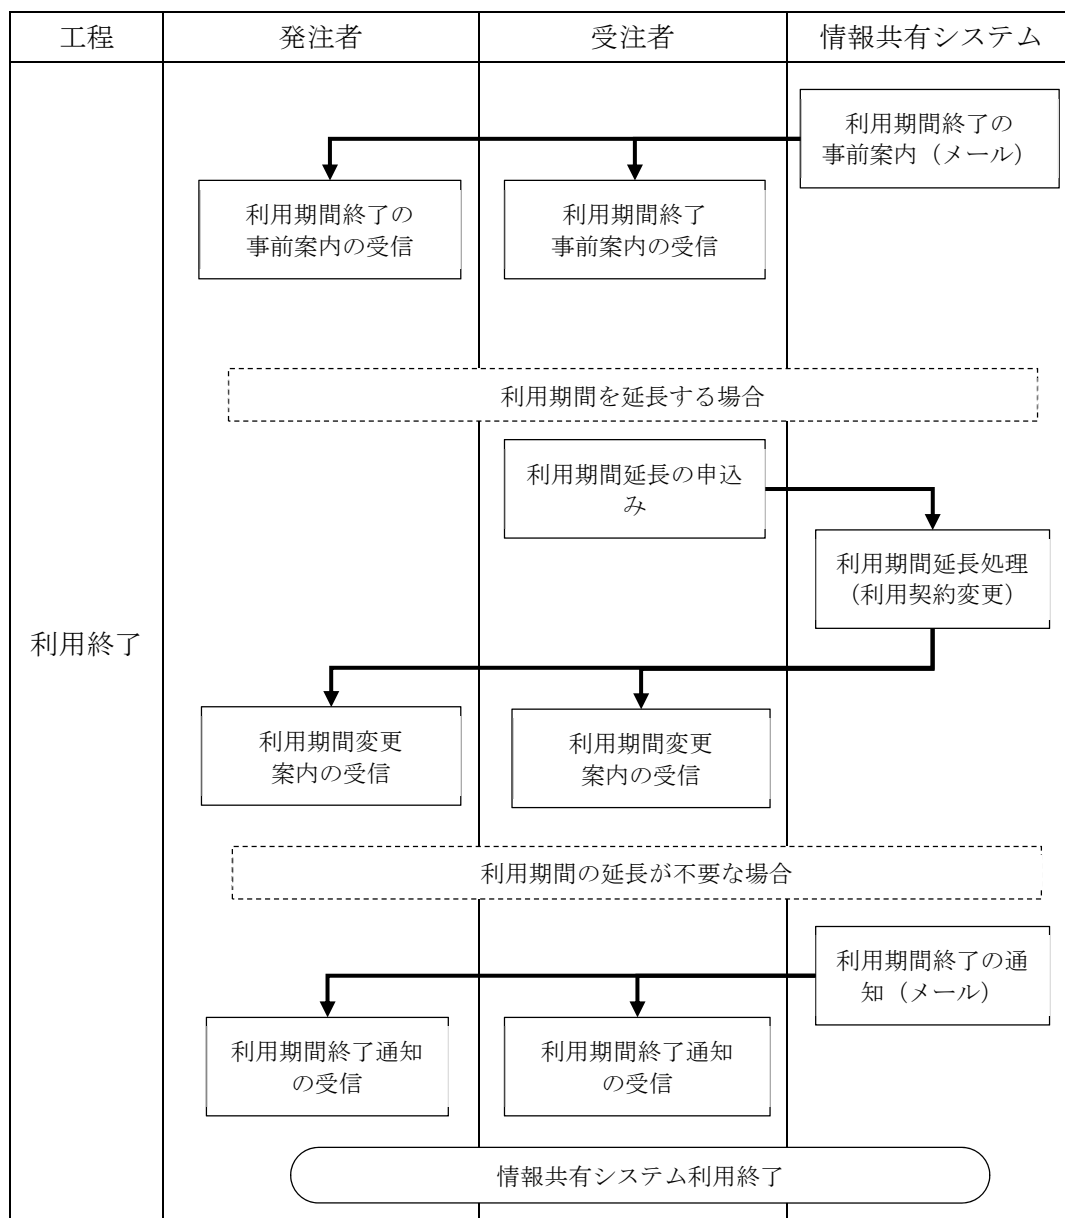 工程
発注者
受注者
情報共有システム
利用期間終了の
事前案内（メール）
利用期間終了の
事前案内の受信
利用期間終了
事前案内の受信
利用期間を延長する場合
利用期間延長の申込
み
利用期間延長処理
（利用契約変更）
利用終了
利用期間変更
案内の受信
利用期間変更
案内の受信
利用期間の延長が不要な場合
利用期間終了の通
知（メール）
利用期間終了通知
の受信
利用期間終了通知
の受信
情報共有システム利用終了